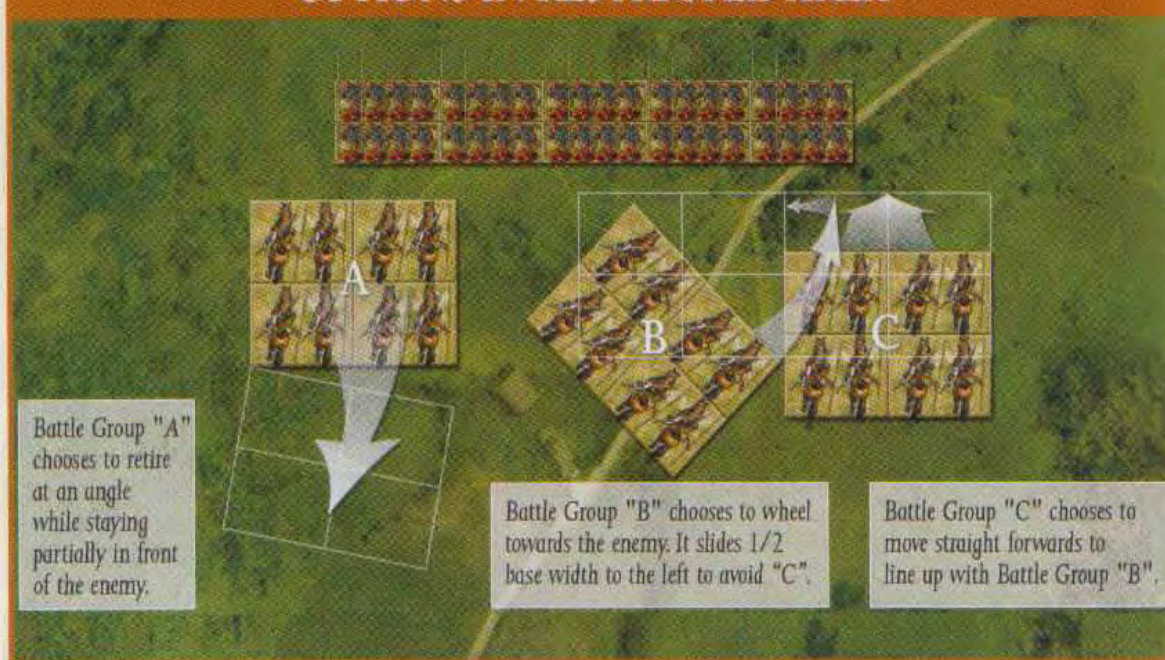 A
B
C
Battle Group "A"
chooses to retire
at an angle
while staying
partially in front
of the enemy.
Battle Group "B" chooses to wheel
towards the enemy. It slides 1/2
base width to the left to avoid “C”.
Battle Group "C" chooses to
move straight forwards to
line up with Battle Group "B".